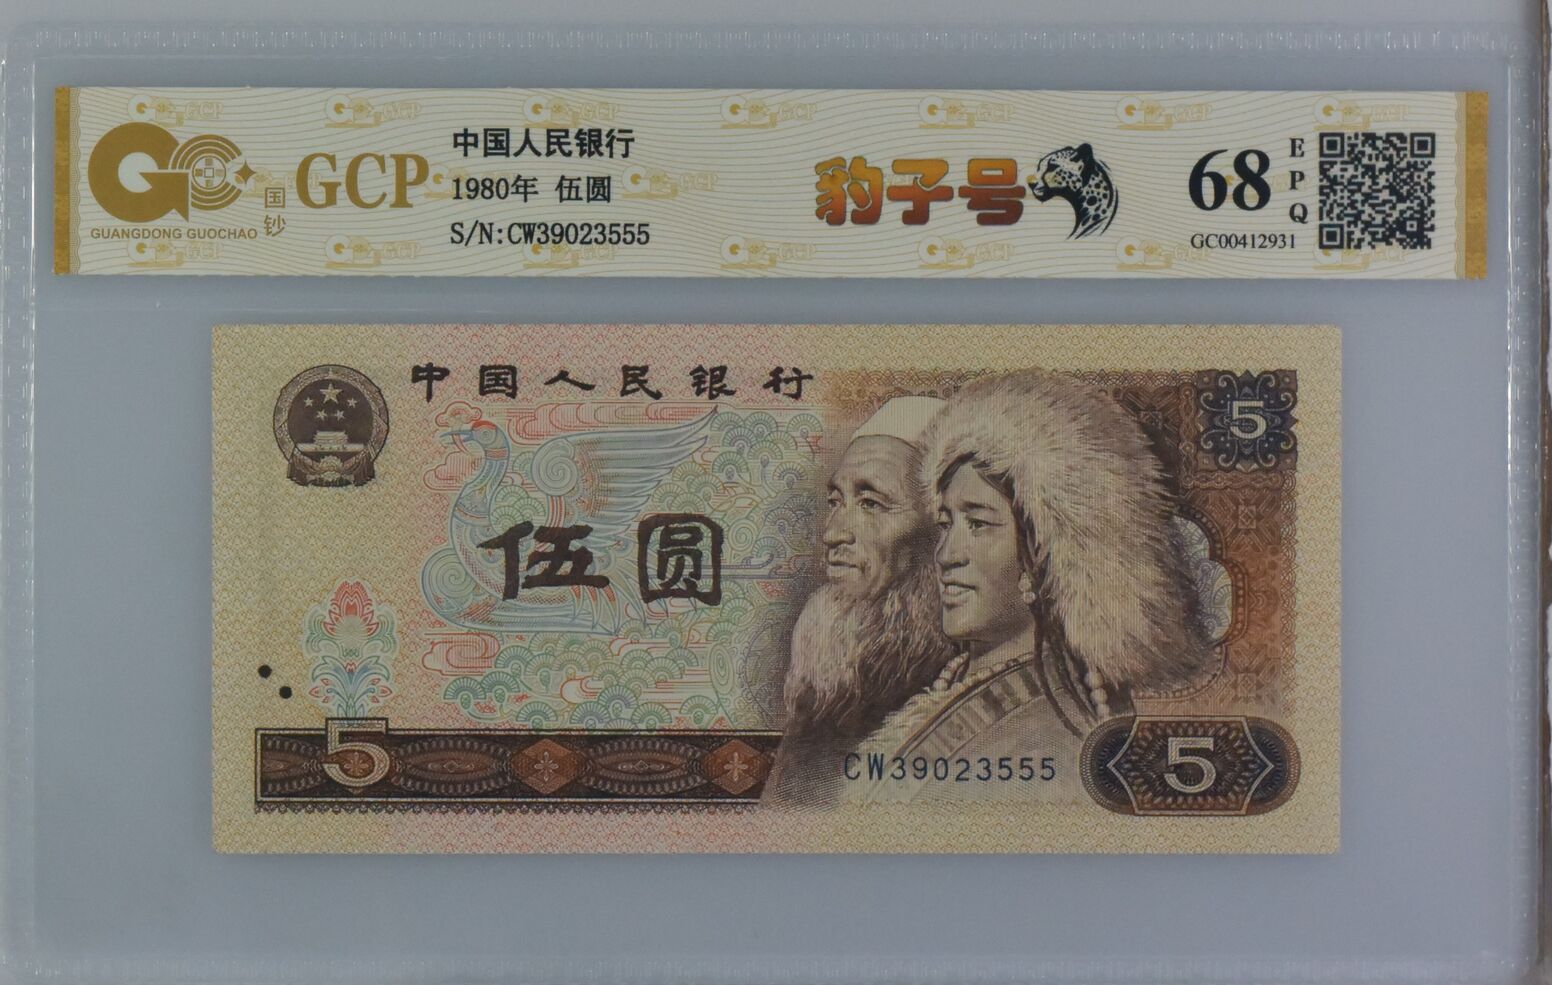 GCP
国钞
GUANGDONG GUOCHAO
中国人民银行
1980年 伍圆
S/N:CW39023555
豹子号
68
EPQ
GC00412931
中国人民银行
5
伍圆
5
CW39023555
5